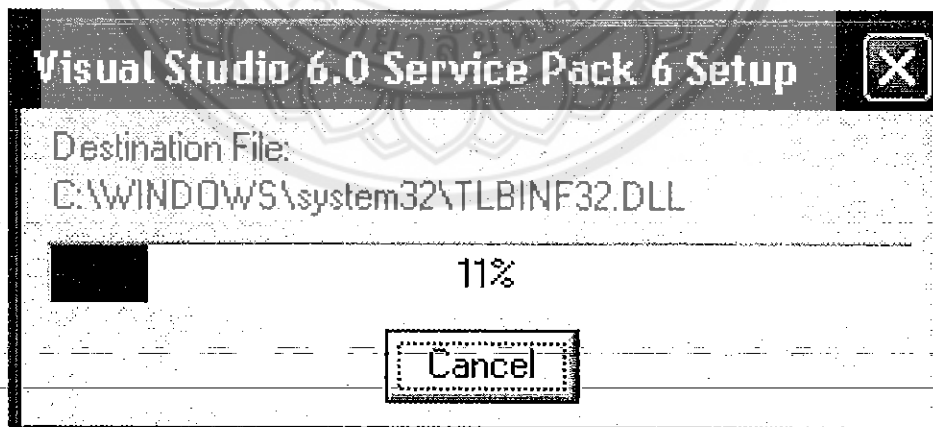 Visual Studio 6.0 Service Pack 6 Setup
Destination File:
C:\WINDOWS\system32\TLBINF32.DLL
11%
Cancel